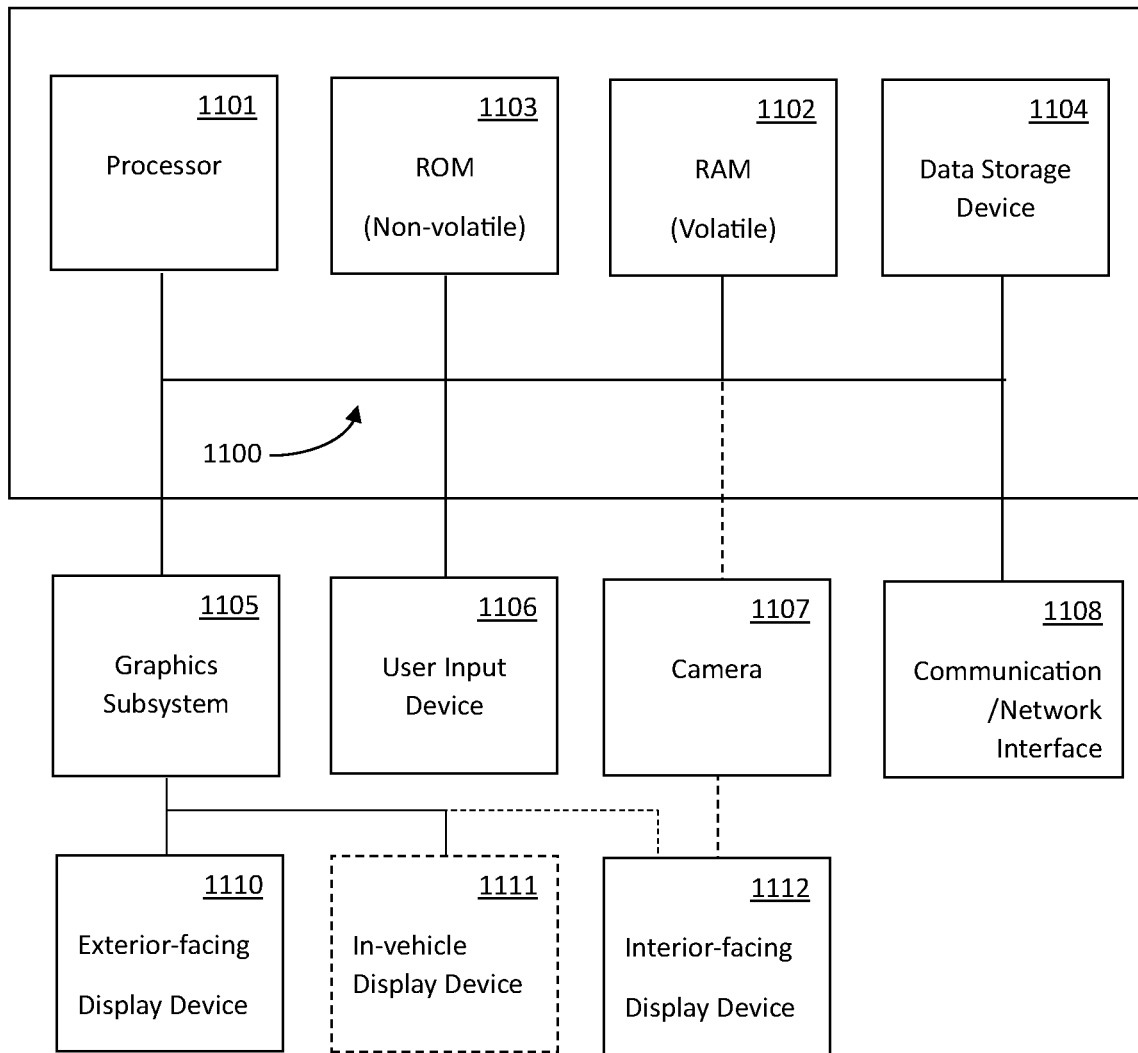 1101
Processor
1103
ROM
(Non-volatile)
1102
RAM
(Volatile)
1104
Data Storage
Device
1100
1105
Graphics
Subsystem
1106
User Input
Device
1107
Camera
1108
Communication
/Network
Interface
1110
Exterior-facing
Display Device
1111
In-vehicle
Display Device
1112
Interior-facing
Display Device